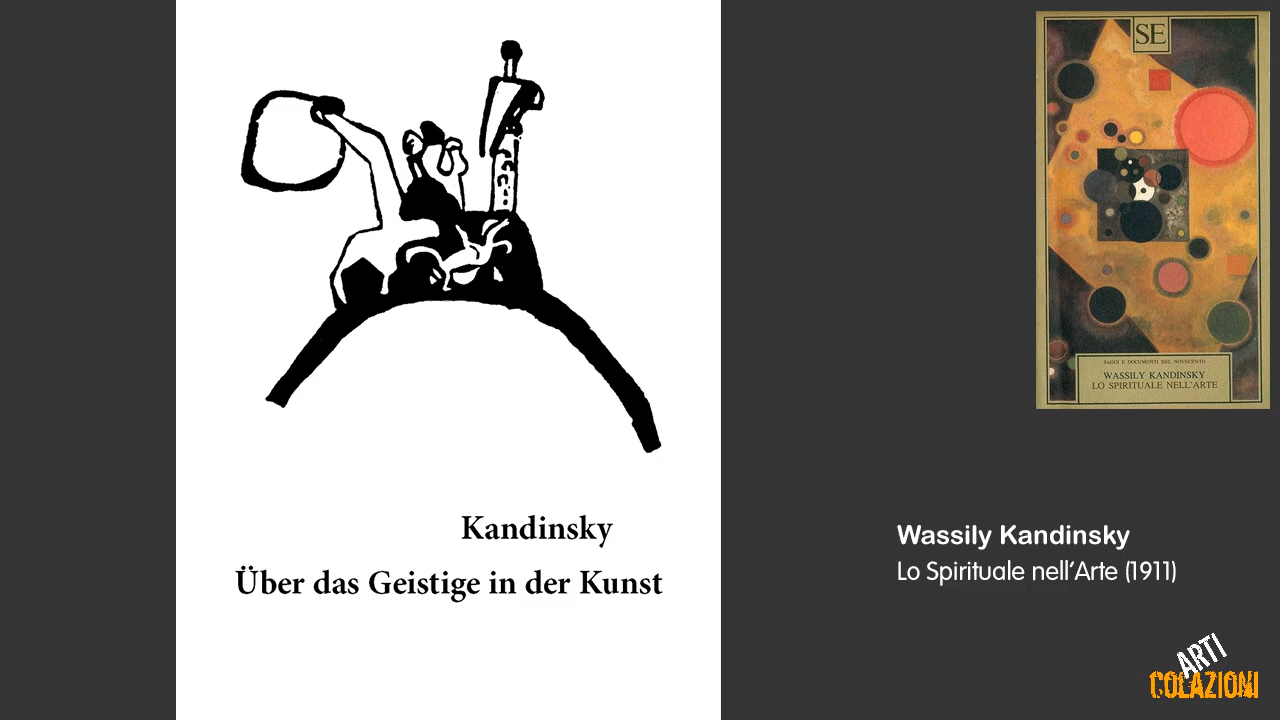 Kandinsky
Über das Geistige in der Kunst
SE
SAGGI E DOCUMENTI DEL NOVECENTO
WASSILY KANDINSKY
LO SPIRITUALE NELL'ARTE
Wassily Kandinsky
Lo Spirituale nell'Arte (1911)
ARTI
COLAZIONI